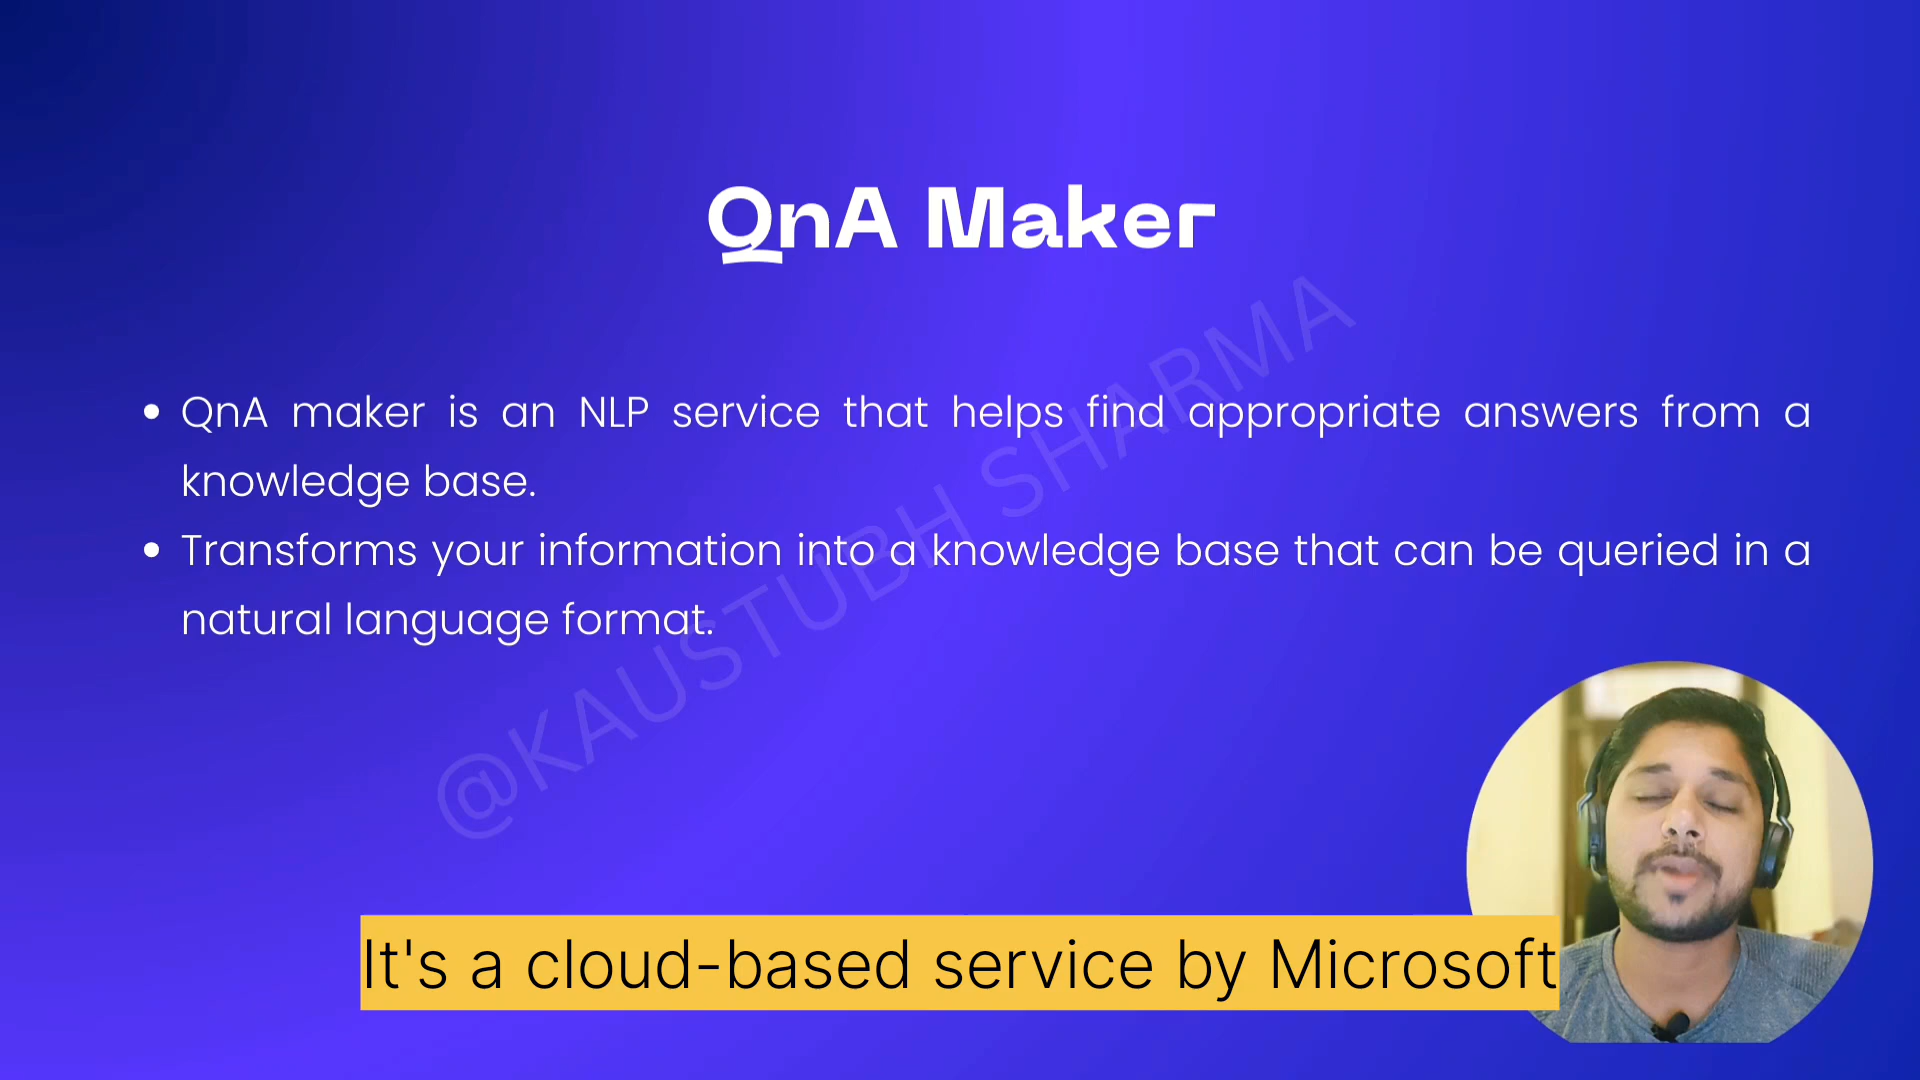 QnA Maker
QnA maker is an NLP service that helps find appropriate answers from a
knowledge base.
Transforms your information into a knowledge base that can be queried in a
natural language format.
@KAUSTUBH SHARMA
It's a cloud-based service by Microsoft